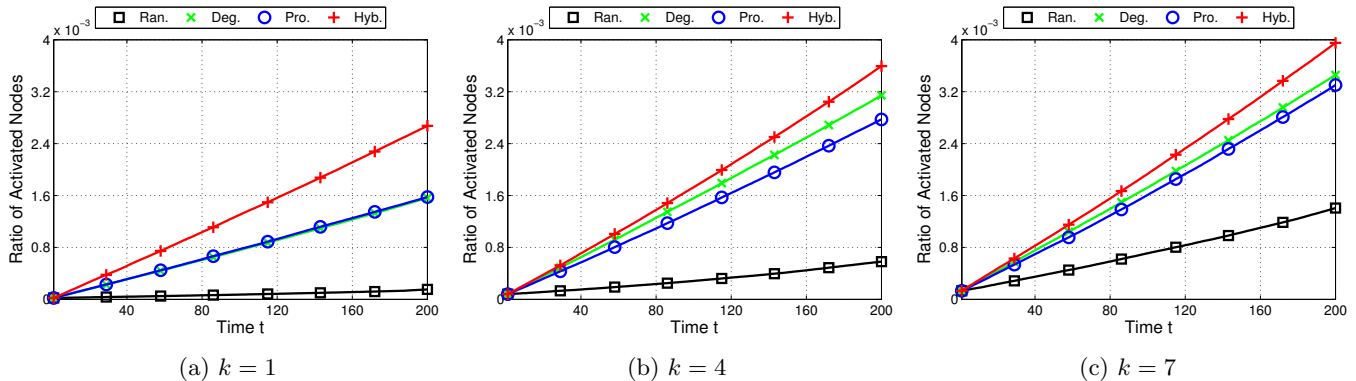 Ran. Deg. Pro. Hyb.
x 10⁻³
4
3.2
2.4
1.6
0.8
0
Ratio of Activated Nodes
40 80 120 160 200
Time t
(a) k = 1
Ran. Deg. Pro. Hyb.
x 10⁻³
4
3.2
2.4
1.6
0.8
0
Ratio of Activated Nodes
40 80 120 160 200
Time t
(b) k = 4
Ran. Deg. Pro. Hyb.
x 10⁻³
4
3.2
2.4
1.6
0.8
0
Ratio of Activated Nodes
40 80 120 160 200
Time t
(c) k = 7